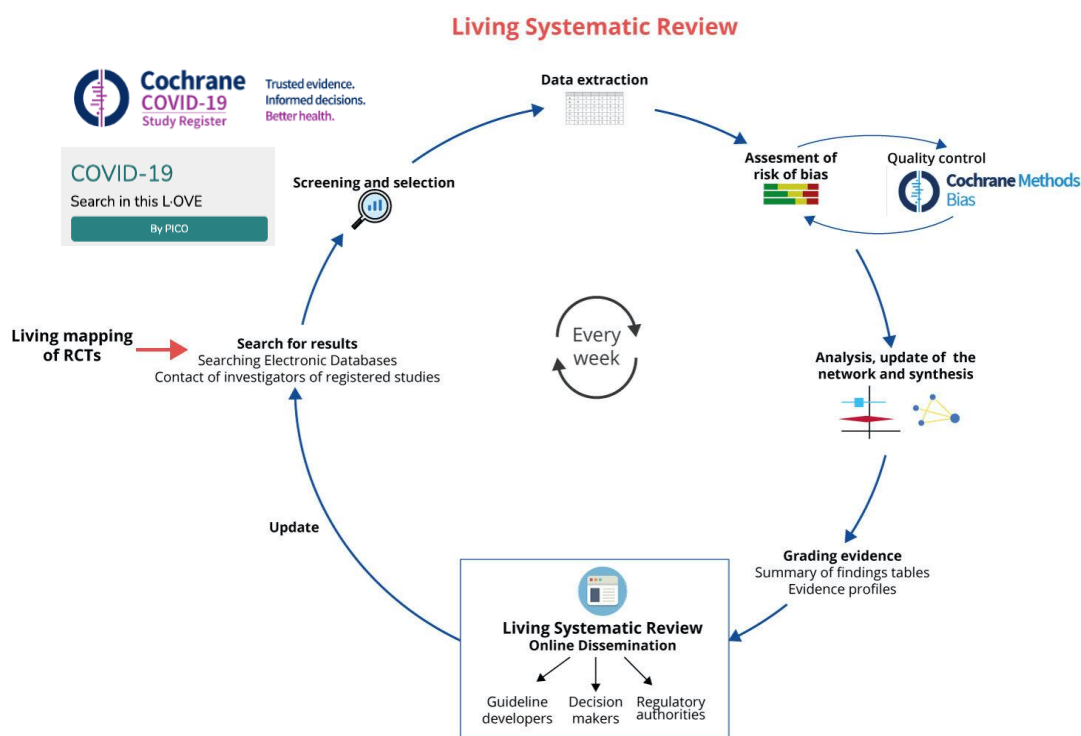 Living Systematic Review
Cochrane
COVID-19
Study Register
Trusted evidence.
Informed decisions.
Better health.
COVID-19
Search in this L·OVE
By PICO
Data extraction
Screening and selection
Assesment of
risk of bias
Quality control
Cochrane Methods
Bias
Living mapping
of RCTs
Search for results
Searching Electronic Databases
Contact of investigators of registered studies
Every
week
Analysis, update of the
network and synthesis
Update
Grading evidence
Summary of findings tables
Evidence profiles
Living Systematic Review
Online Dissemination
Guideline
developers
Decision
makers
Regulatory
authorities